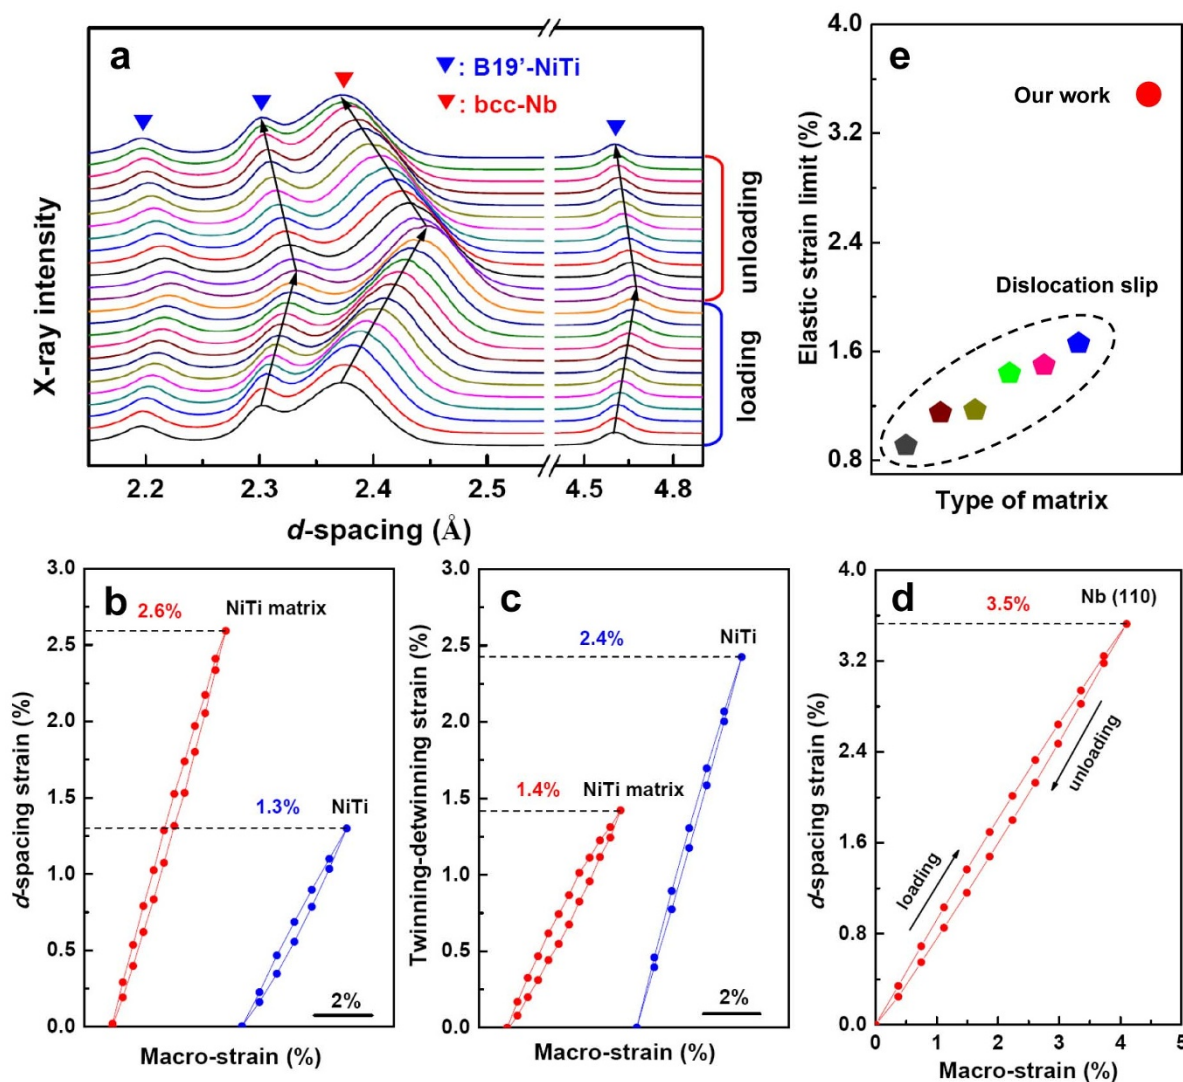 a
▼: B19’-NiTi
▼: bcc-Nb
X-ray intensity
unloading
loading
2.2 2.3 2.4 2.5 4.5 4.8
d-spacing (Å)
e
Our work
Dislocation slip
Elastic strain limit (%)
4.0
3.2
2.4
1.6
0.8
Type of matrix
b
2.6%
NiTi matrix
1.3%
NiTi
2%
d-spacing strain (%)
3.0
2.5
2.0
1.5
1.0
0.5
0.0
Macro-strain (%)
c
2.4%
NiTi
1.4%
NiTi matrix
2%
Twinning-detwinning strain (%)
3.0
2.5
2.0
1.5
1.0
0.5
0.0
Macro-strain (%)
d
3.5%
Nb (110)
loading
unloading
d-spacing strain (%)
4.0
3.2
2.4
1.6
0.8
0.0
0 1 2 3 4 5
Macro-strain (%)